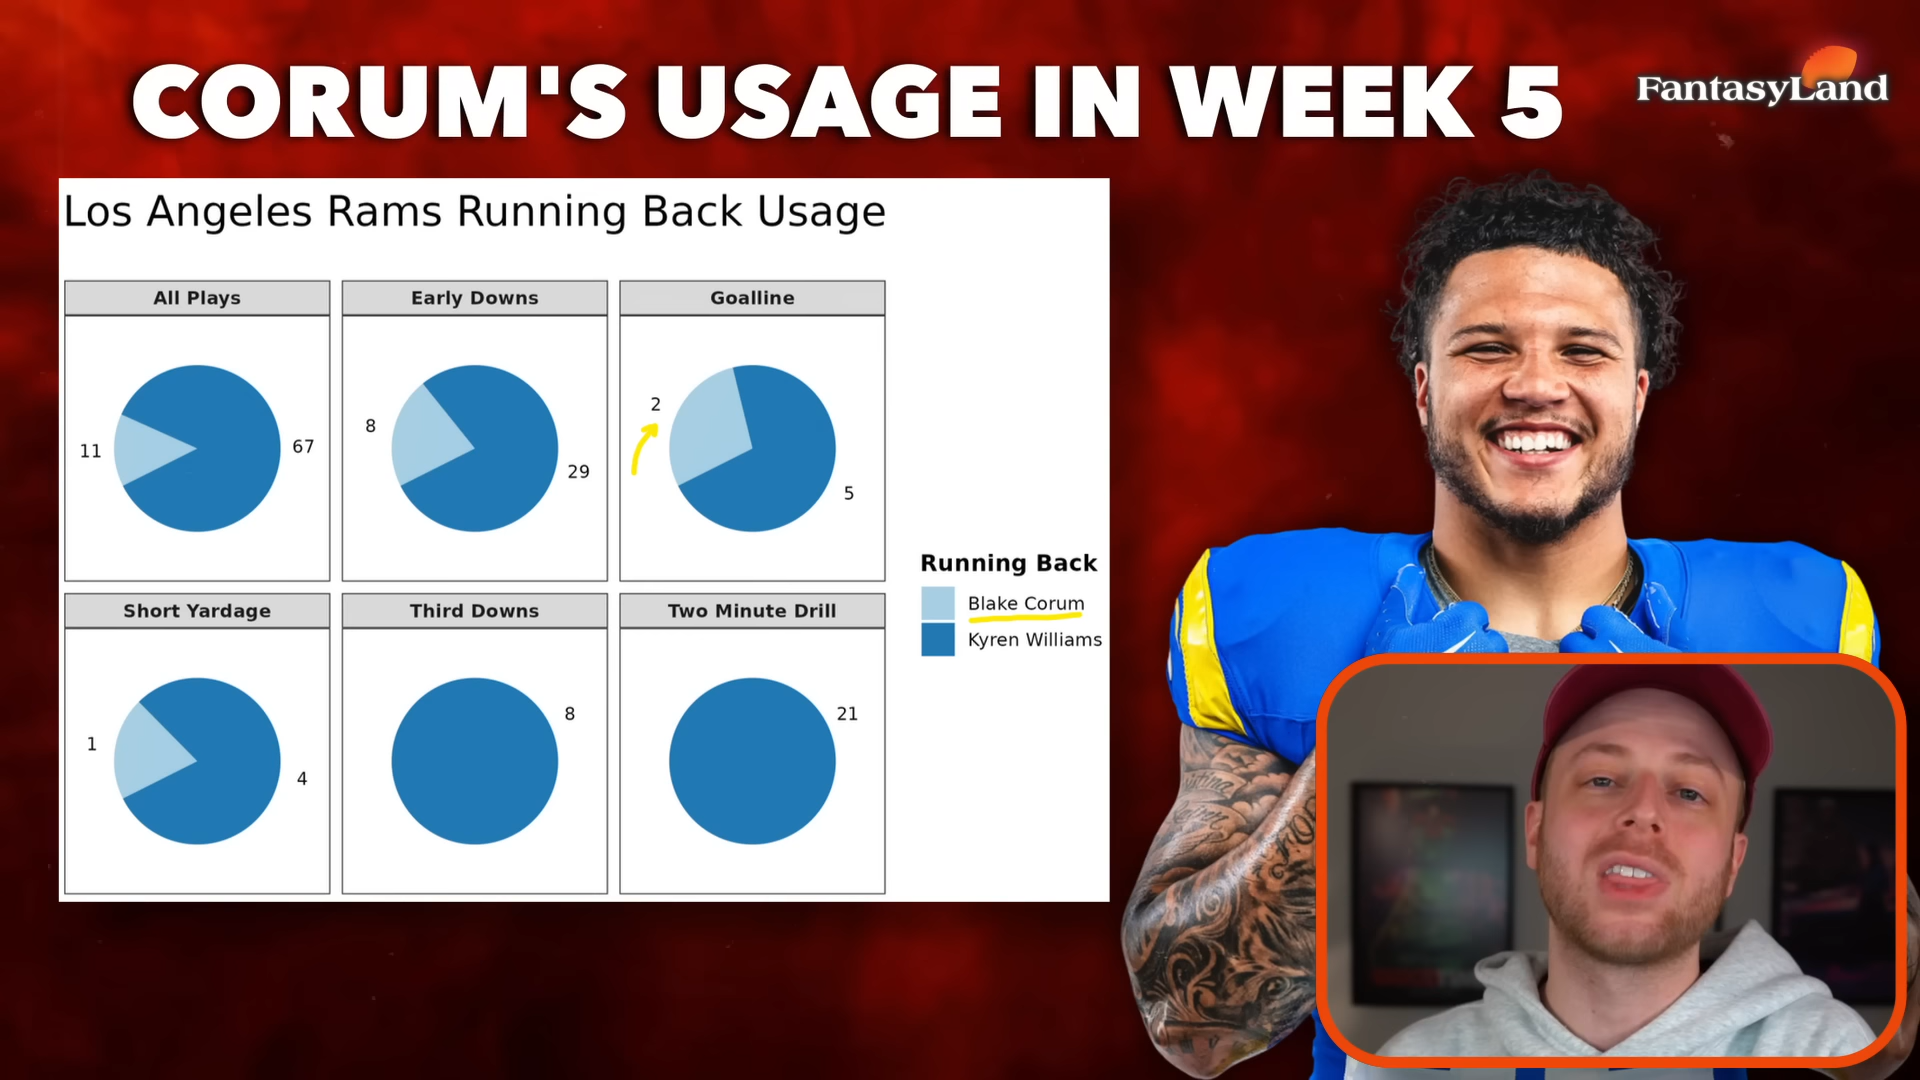 CORUM'S USAGE IN WEEK 5
FantasyLand
Los Angeles Rams Running Back Usage
All Plays
Early Downs
Goalline
11
67
8
29
2
5
Running Back
Blake Corum
Kyren Williams
Short Yardage
Third Downs
Two Minute Drill
1
4
8
21